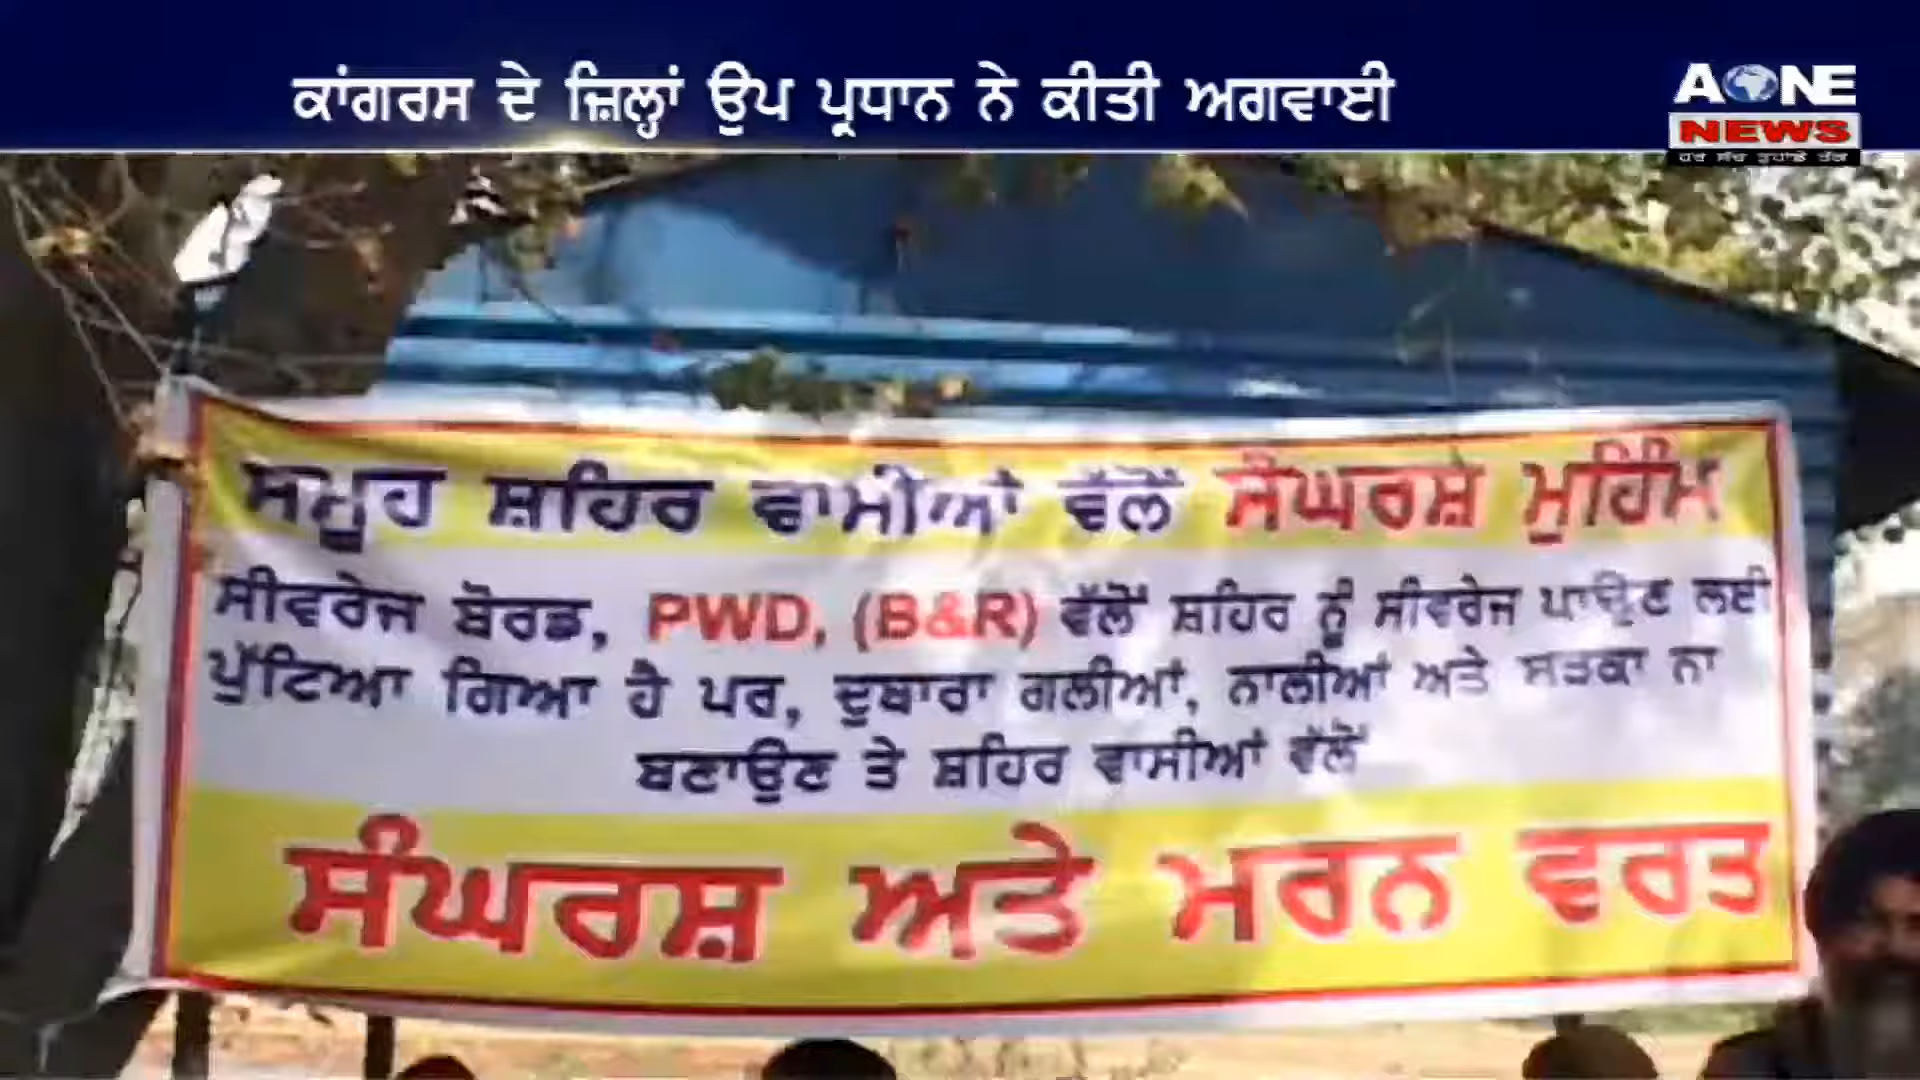 ਕਾਂਗਰਸ ਦੇ ਜ਼ਿਲ੍ਹਾਂ ਉਪ ਪ੍ਰਧਾਨ ਨੇ ਕੀਤੀ ਅਗਵਾਈ
AONE
NEWS
ਹਰ ਸੱਚ ਤੁਹਾਡੇ ਤੱਕ
ਸਮੂਹ ਸ਼ਹਿਰ ਵਾਸੀਆਂ ਵੱਲੋਂ ਸੰਘਰਸ਼ ਮੁਹਿੰਮ
ਸੀਵਰੇਜ ਬੋਰਡ, PWD, (B&R) ਵੱਲੋਂ ਸ਼ਹਿਰ ਨੂੰ ਸੀਵਰੇਜ ਪਾਉਣ ਲਈ
ਪੁੱਟਿਆ ਗਿਆ ਹੈ ਪਰ, ਦੁਬਾਰਾ ਗਲੀਆਂ, ਨਾਲੀਆਂ ਅਤੇ ਸੜਕਾ ਨਾ
ਬਣਾਉਣ ਤੇ ਸ਼ਹਿਰ ਵਾਸੀਆਂ ਵੱਲੋਂ
ਸੰਘਰਸ਼ ਅਤੇ ਮਰਨ ਵਰਤ